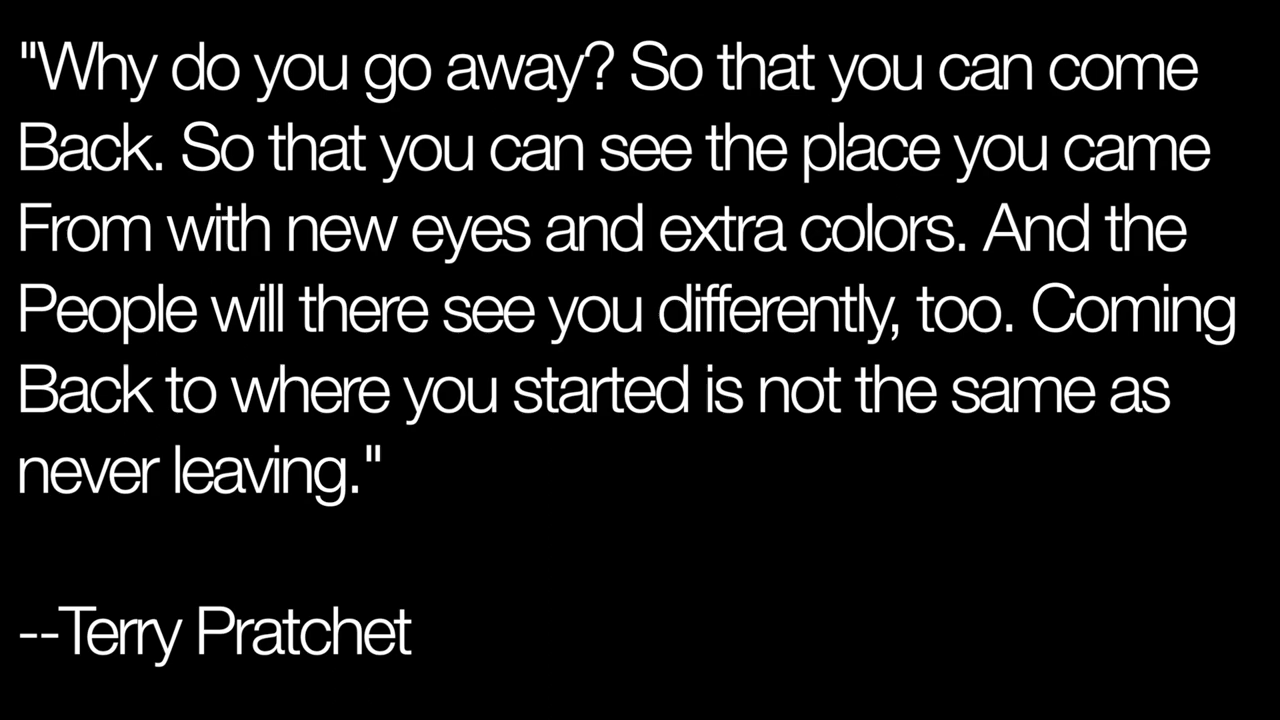 "Why do you go away? So that you can come
Back. So that you can see the place you came
From with new eyes and extra colors. And the
People will there see you differently, too. Coming
Back to where you started is not the same as
never leaving."
--Terry Pratchet